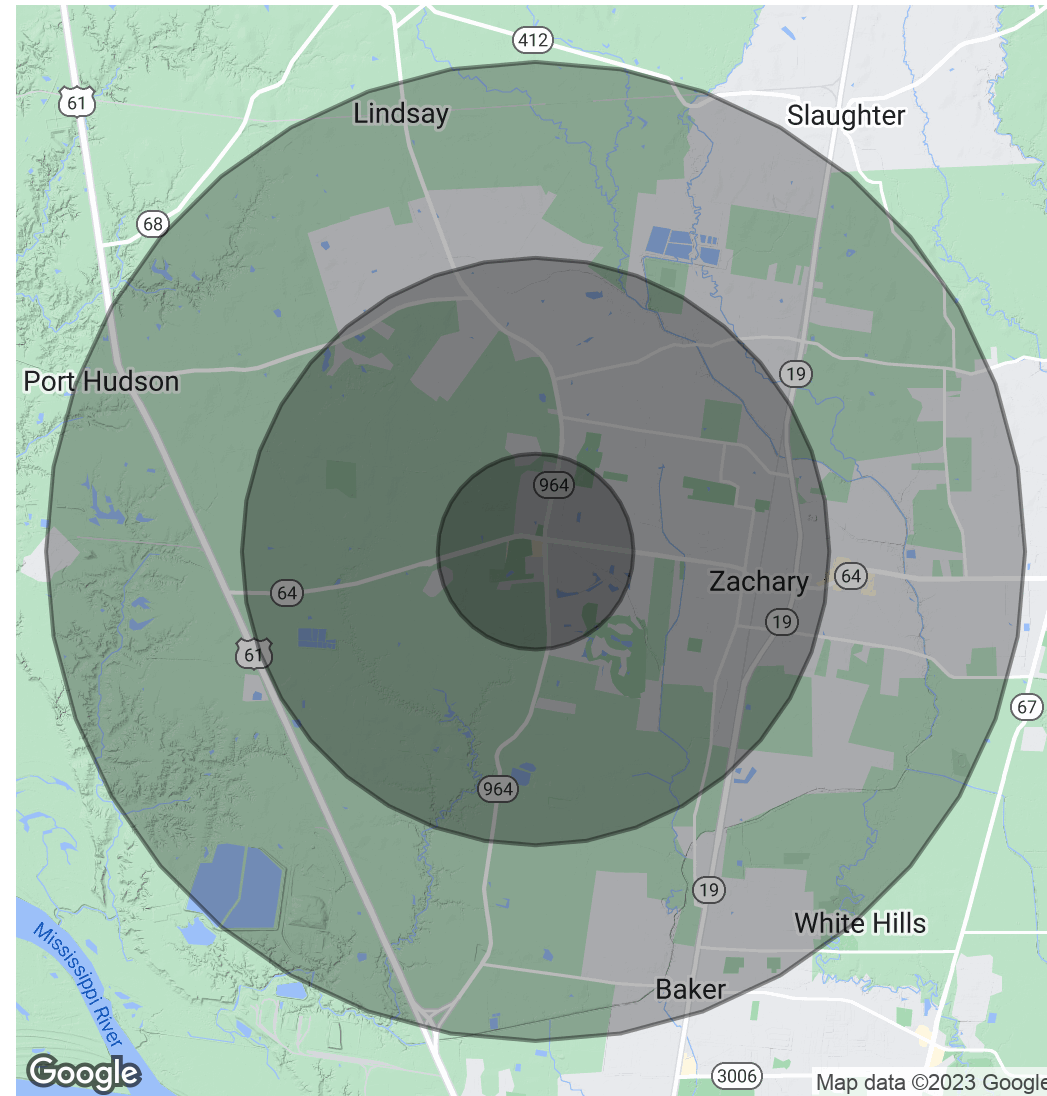 412
61
Lindsay
Slaughter
68
19
Port Hudson
964
64
Zachary
64
19
61
67
964
19
White Hills
Mississippi River
Baker
Google
3006
Map data ©2023 Google